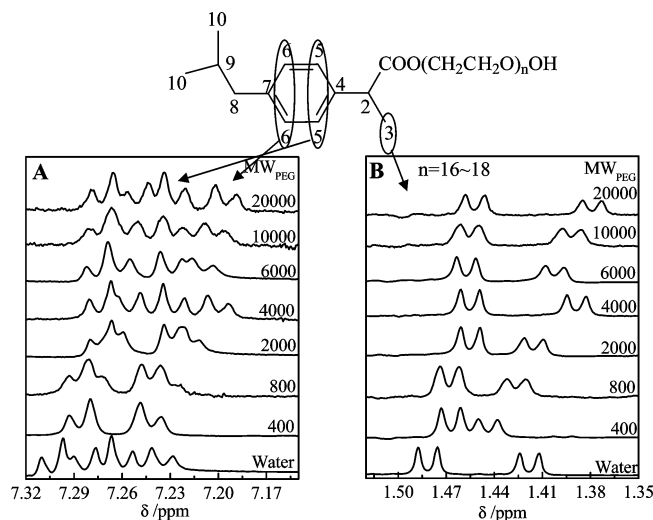 10
6 5
10 9 COO(CH₂CH₂O)ₙOH
7 4
8 2
3
6 5
A MW_PEG
20000
10000
6000
4000
2000
800
400
Water
7.32 7.29 7.26 7.23 7.20 7.17
δ /ppm
B n=16~18 MW_PEG
20000
10000
6000
4000
2000
800
400
Water
1.50 1.47 1.44 1.41 1.38 1.35
δ /ppm